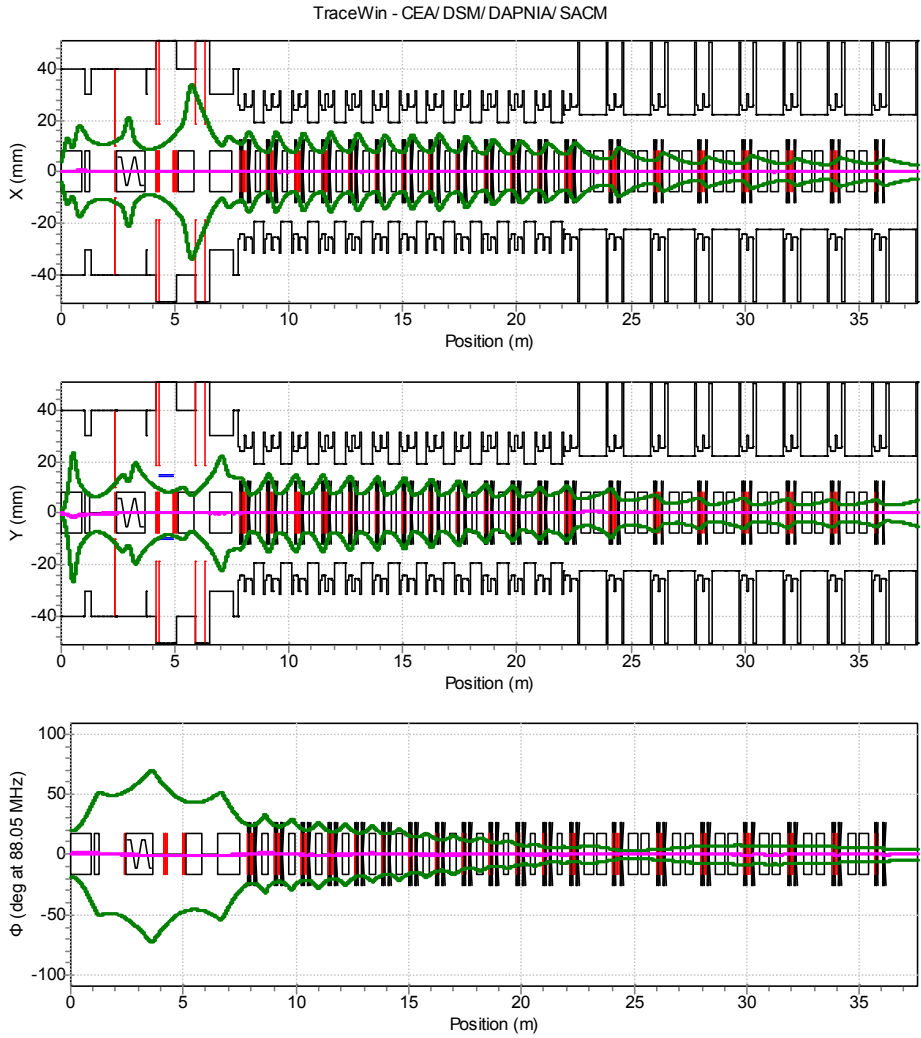 TraceWin - CEA/ DSM/ DAPNIA/ SACM
X (mm)
40
20
0
-20
-40
0 5 10 15 20 25 30 35
Position (m)
Y (mm)
40
20
0
-20
-40
0 5 10 15 20 25 30 35
Position (m)
Φ (deg at 88.05 MHz)
100
50
0
-50
-100
0 5 10 15 20 25 30 35
Position (m)